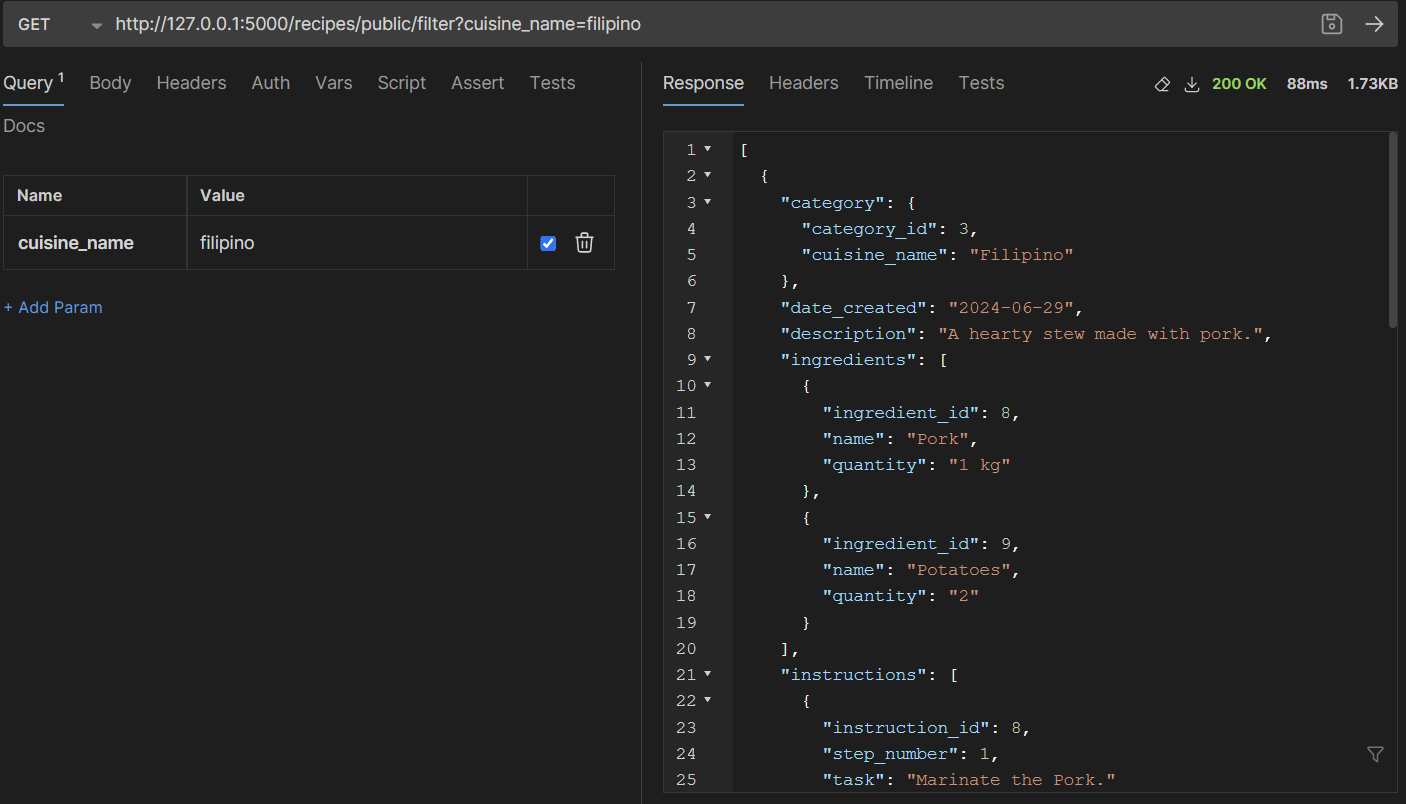 GET http://127.0.0.1:5000/recipes/public/filter?cuisine_name=filipino
Query 1 Body Headers Auth Vars Script Assert Tests
Docs
Name Value
cuisine_name filipino
+ Add Param
Response Headers Timeline Tests 200 OK 88ms 1.73KB
1 [
2 {
3 "category": {
4 "category_id": 3,
5 "cuisine_name": "Filipino"
6 },
7 "date_created": "2024-06-29",
8 "description": "A hearty stew made with pork.",
9 "ingredients": [
10 {
11 "ingredient_id": 8,
12 "name": "Pork",
13 "quantity": "1 kg"
14 },
15 {
16 "ingredient_id": 9,
17 "name": "Potatoes",
18 "quantity": "2"
19 }
20 ],
21 "instructions": [
22 {
23 "instruction_id": 8,
24 "step_number": 1,
25 "task": "Marinate the Pork."